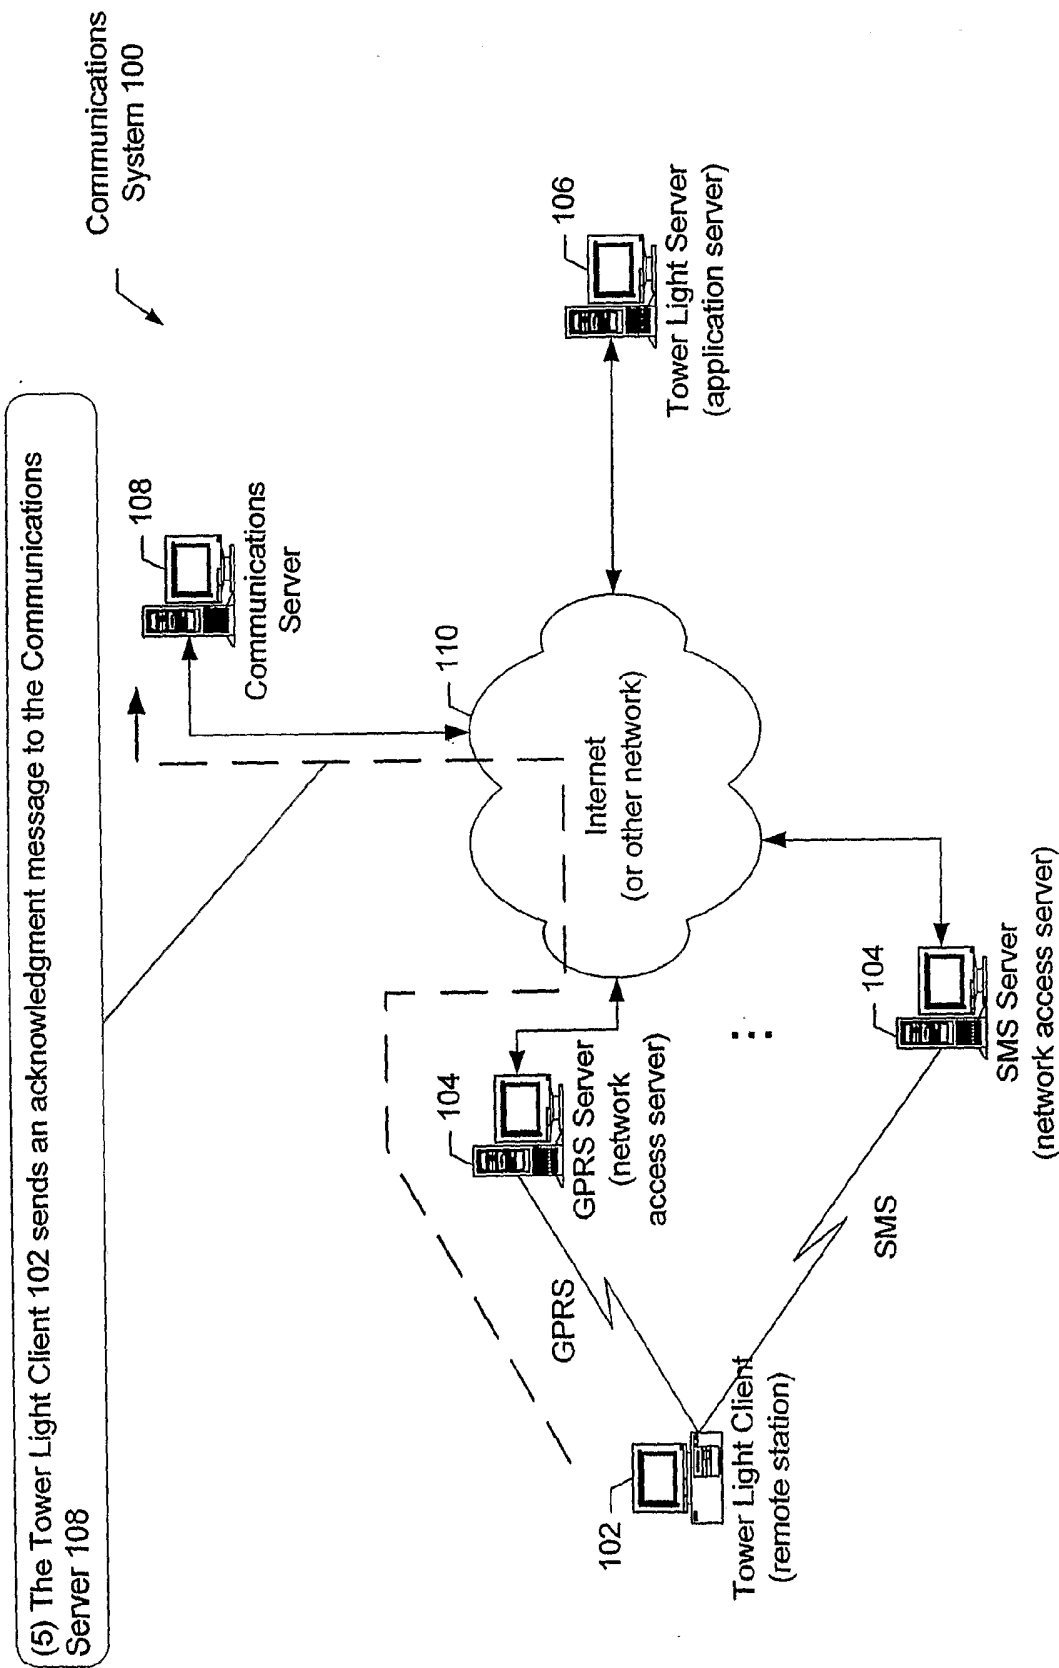 (5) The Tower Light Client 102 sends an acknowledgment message to the Communications
Server 108
Communications
System 100
108
Communications
Server
106
Tower Light Server
(application server)
110
Internet
(or other network)
104
GPRS Server
(network
access server)
...
104
SMS Server
(network access server)
GPRS
SMS
102
Tower Light Client
(remote station)